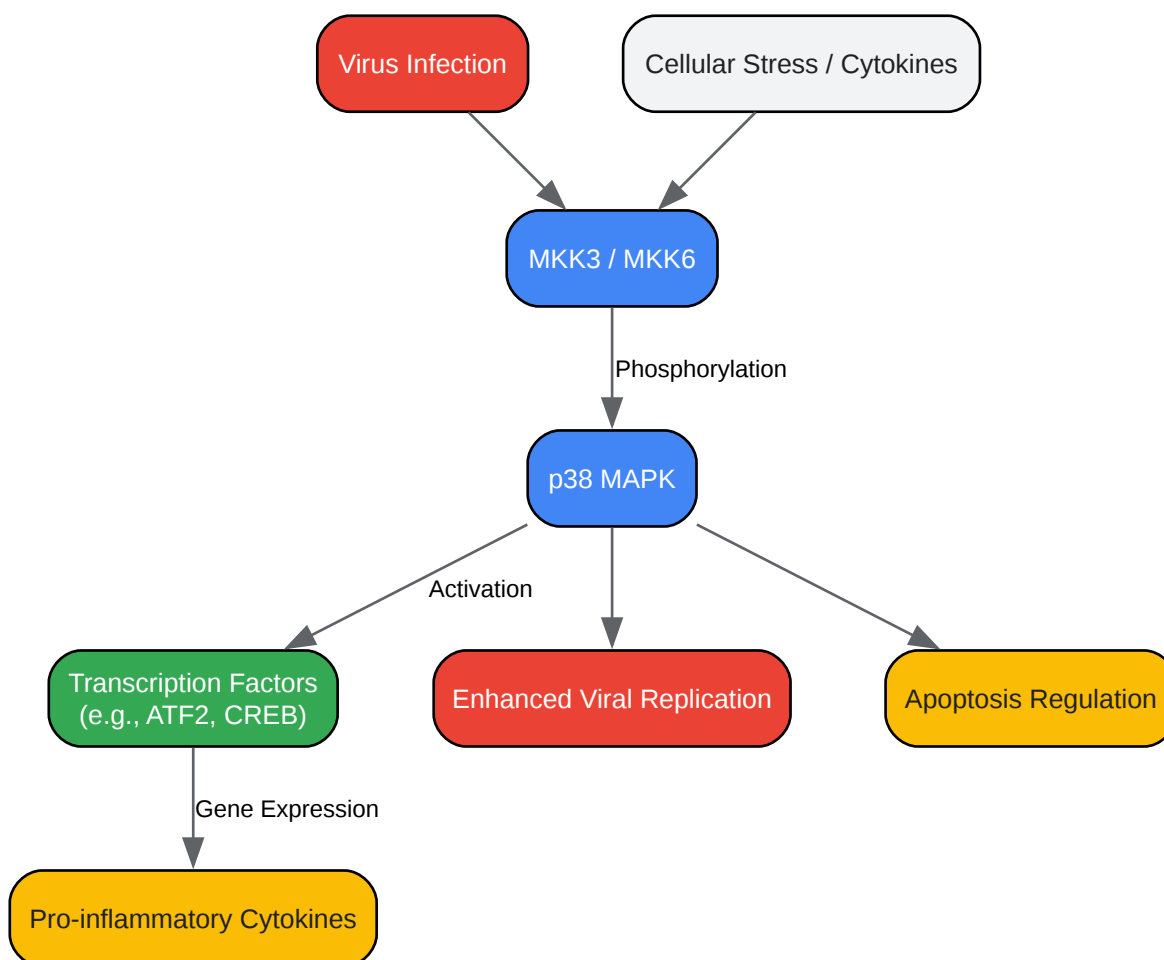 Virus Infection
Cellular Stress / Cytokines
MKK3 / MKK6
Phosphorylation
p38 MAPK
Activation
Transcription Factors
(e.g., ATF2, CREB)
Enhanced Viral Replication
Apoptosis Regulation
Gene Expression
Pro-inflammatory Cytokines